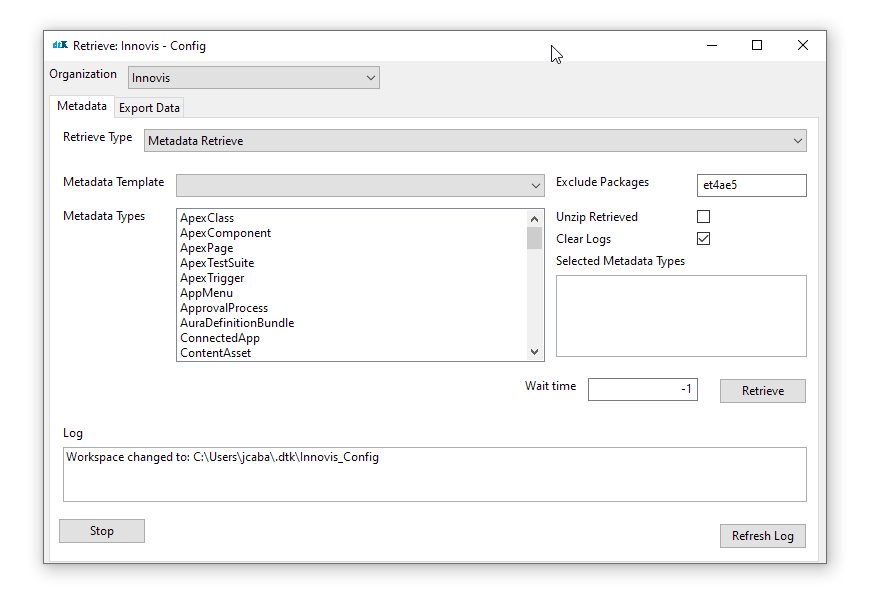 dtK Retrieve: Innovis - Config
Organization Innovis
Metadata Export Data
Retrieve Type Metadata Retrieve
Metadata Template Exclude Packages et4ae5
Metadata Types
ApexClass
ApexComponent
ApexPage
ApexTestSuite
ApexTrigger
AppMenu
ApprovalProcess
AuraDefinitionBundle
ConnectedApp
ContentAsset
Unzip Retrieved
Clear Logs
Selected Metadata Types
Wait time -1 Retrieve
Log
Workspace changed to: C:\Users\jcaba\.dtk\Innovis_Config
Stop
Refresh Log